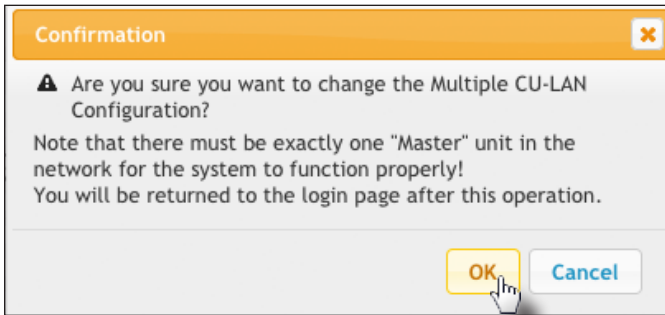 Confirmation
Are you sure you want to change the Multiple CU-LAN
Configuration?
Note that there must be exactly one "Master" unit in the
network for the system to function properly!
You will be returned to the login page after this operation.
OK
Cancel